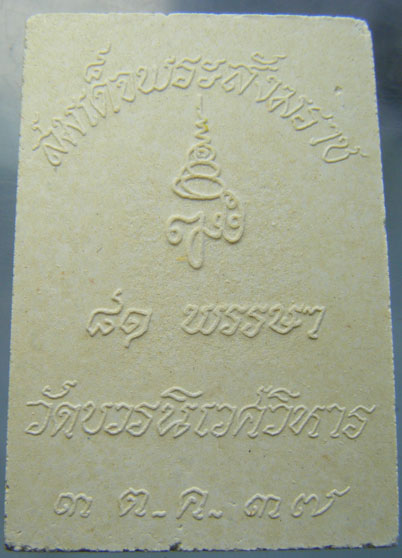 สมเด็จพระสังฆราช
๘๑ พรรษา
วัดบวรนิเวศวิหาร
๓ ต.ค. ๓๗